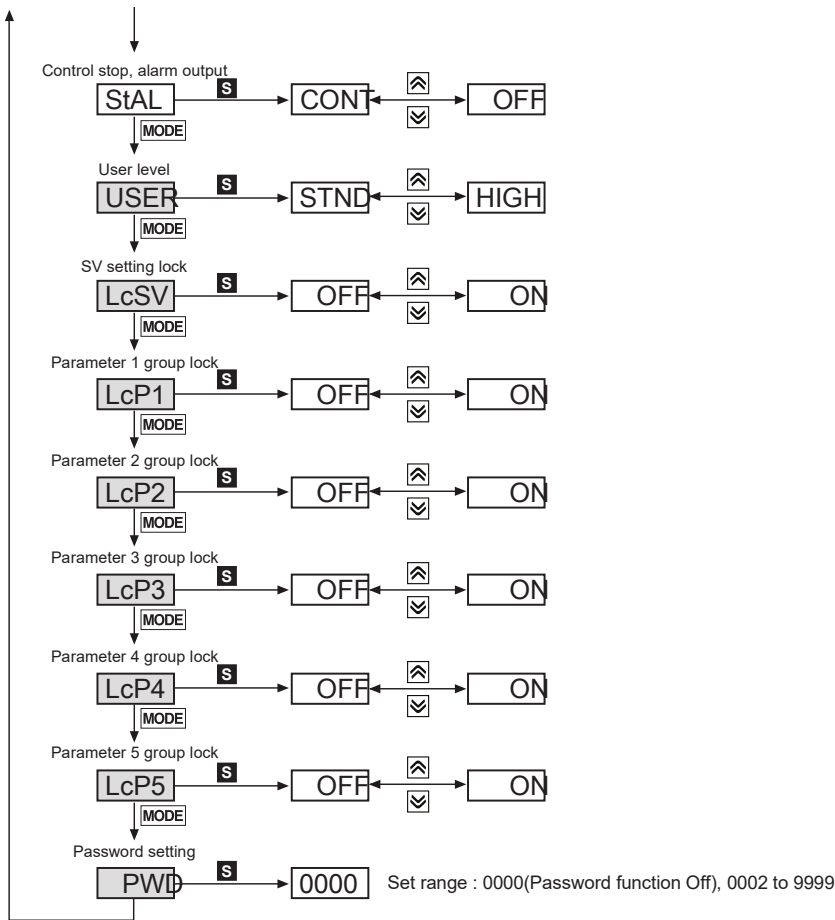 Control stop, alarm output
StAL S CONT OFF
MODE
User level
USER S STND HIGH
MODE
SV setting lock
LcSV S OFF ON
MODE
Parameter 1 group lock
LcP1 S OFF ON
MODE
Parameter 2 group lock
LcP2 S OFF ON
MODE
Parameter 3 group lock
LcP3 S OFF ON
MODE
Parameter 4 group lock
LcP4 S OFF ON
MODE
Parameter 5 group lock
LcP5 S OFF ON
MODE
Password setting
PWD S 0000 Set range : 0000(Password function Off), 0002 to 9999